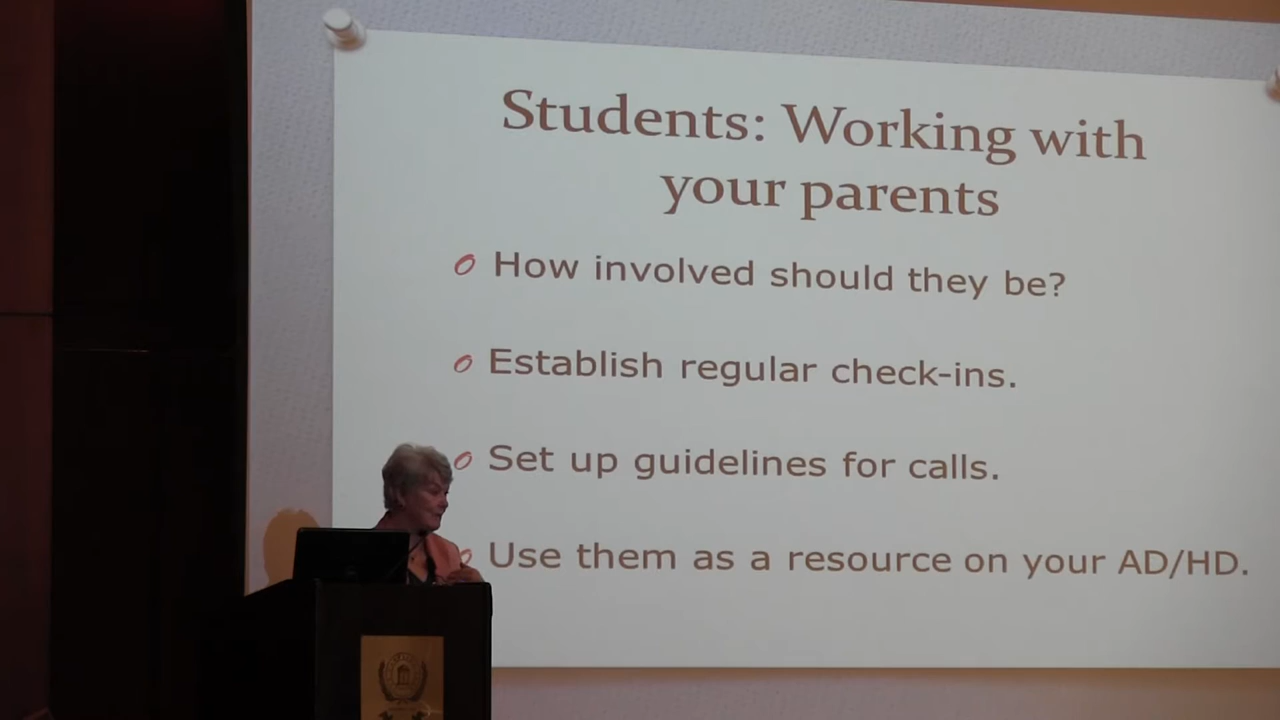 Students: Working with
your parents
How involved should they be?
Establish regular check-ins.
Set up guidelines for calls.
Use them as a resource on your AD/HD.